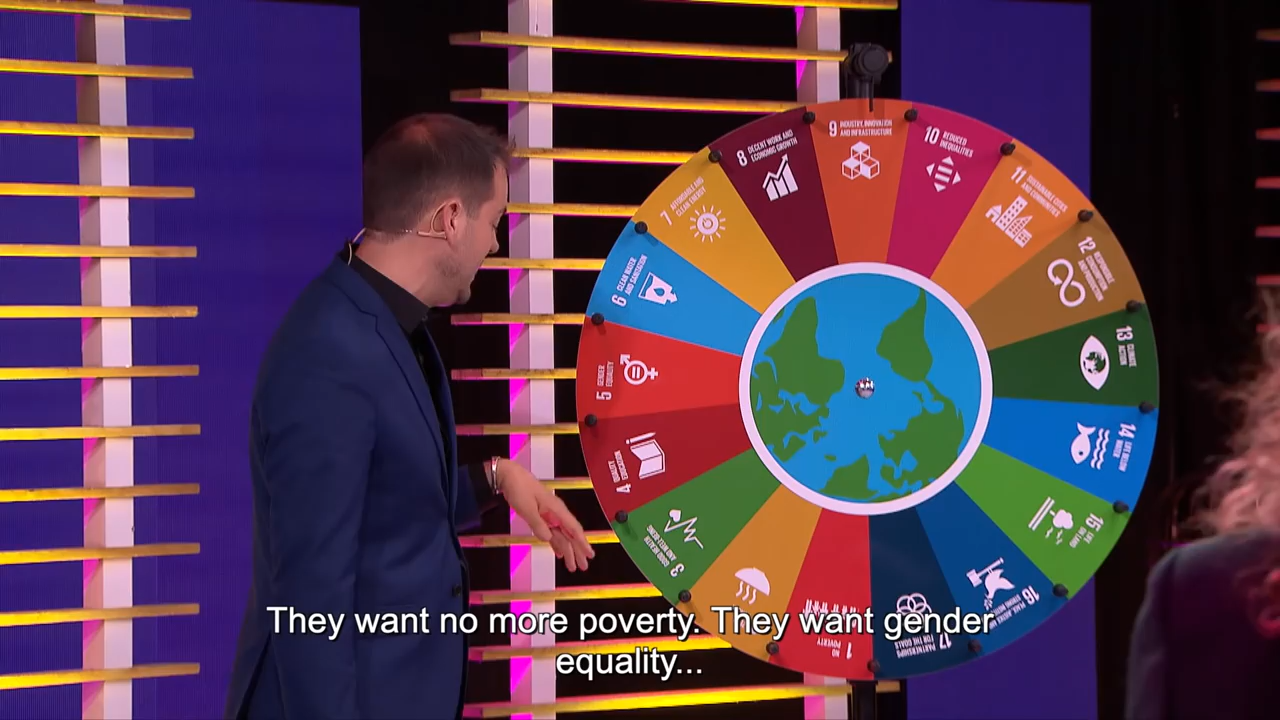 8 DECENT WORK AND
ECONOMIC GROWTH
9 INDUSTRY, INNOVATION
AND INFRASTRUCTURE
10 REDUCED
INEQUALITIES
11 SUSTAINABLE CITIES
AND COMMUNITIES
12 RESPONSIBLE
CONSUMPTION
AND PRODUCTION
13 CLIMATE
ACTION
14 LIFE BELOW
WATER
15 LIFE
ON LAND
16 PEACE, JUSTICE AND
STRONG
17 PARTNERSHIPS
FOR THE GOALS
1 NO
POVERTY
3 GOOD HEALTH
AND WELL-BEING
4 QUALITY
EDUCATION
5 GENDER
EQUALITY
6 CLEAN WATER
AND SANITATION
7 AFFORDABLE AND
CLEAN ENERGY
They want no more poverty. They want gender
equality...